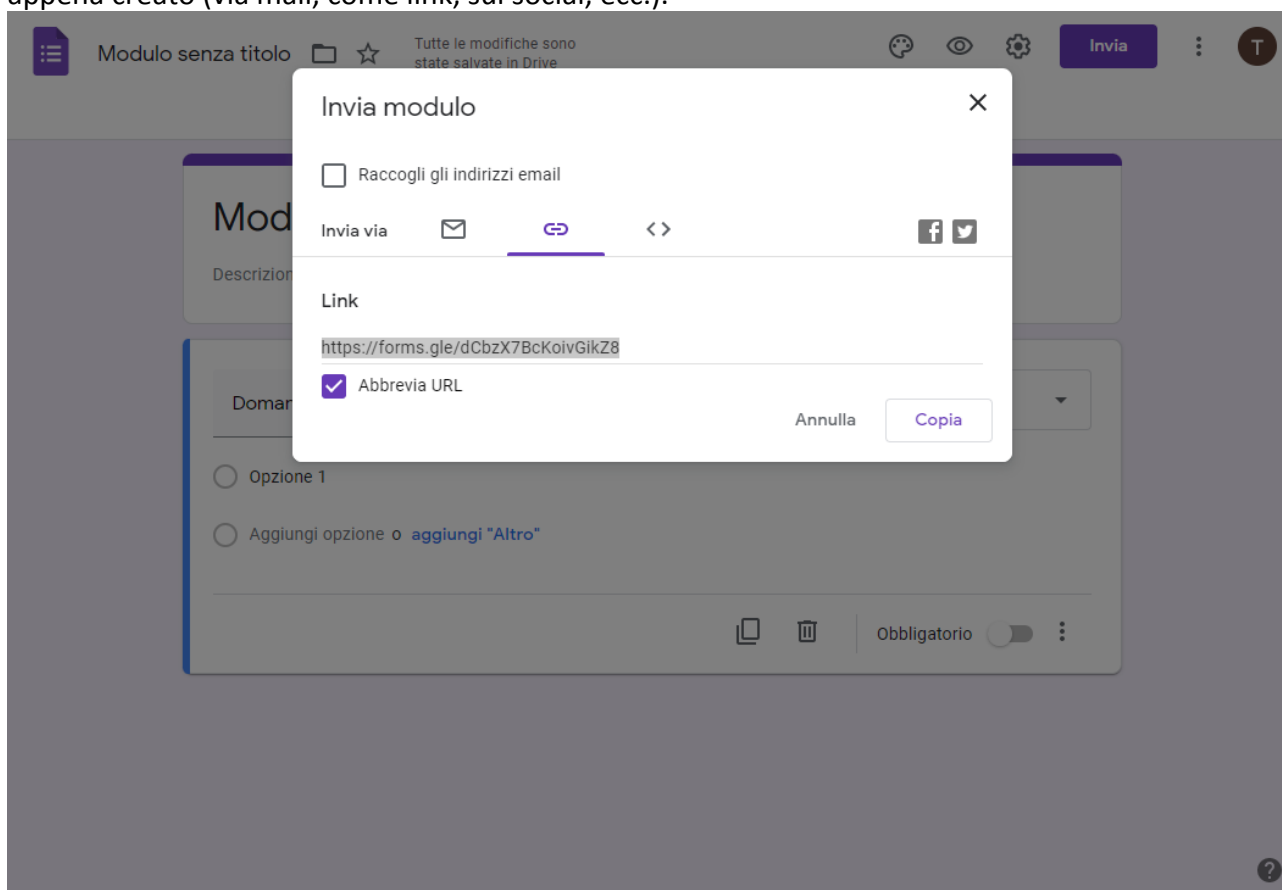 appena creato (via mail, come link, sui social, ecc.).
Modulo senza titolo
Tutte le modifiche sono
state salvate in Drive
Invia
T
Invia modulo
Raccogli gli indirizzi email
Mod
Invia via
Descrizion
Link
https://forms.gle/dCbzX7BcKoivGikZ8
Abbrevia URL
Domar
Annulla
Copia
Opzione 1
Aggiungi opzione o aggiungi "Altro"
Obbligatorio